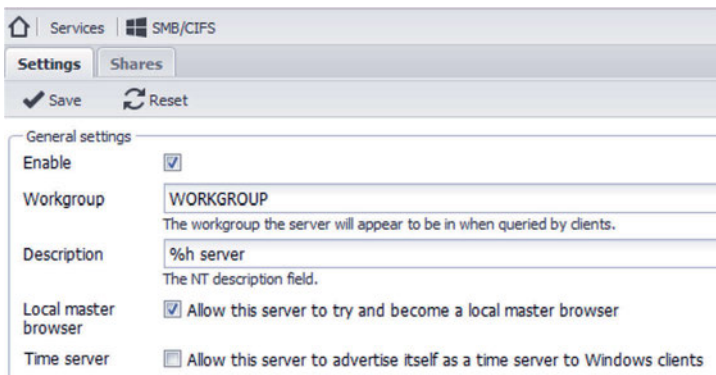 Services SMB/CIFS
Settings Shares
Save Reset
General settings
Enable
Workgroup WORKGROUP
The workgroup the server will appear to be in when queried by clients.
Description %h server
The NT description field.
Local master browser Allow this server to try and become a local master browser
Time server Allow this server to advertise itself as a time server to Windows clients